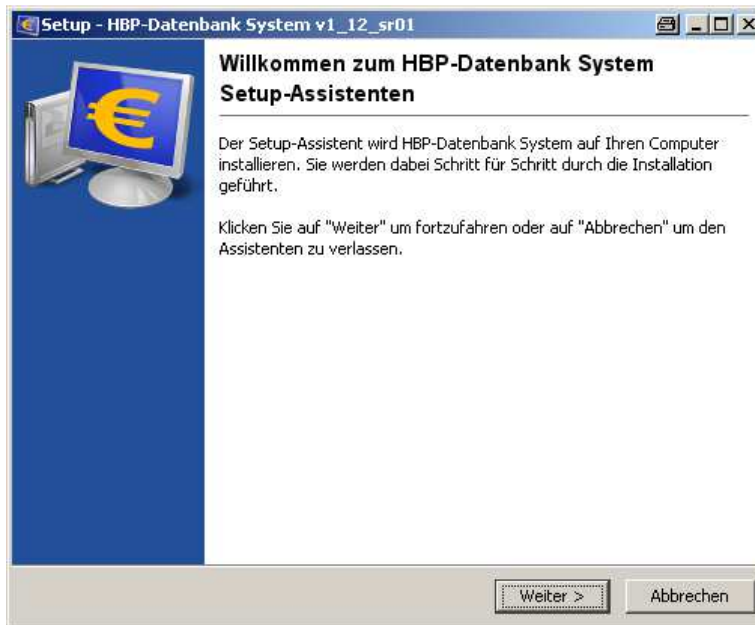 Setup - HBP-Datenbank System v1_12_sr01
Willkommen zum HBP-Datenbank System
Setup-Assistenten
Der Setup-Assistent wird HBP-Datenbank System auf Ihren Computer
installieren. Sie werden dabei Schritt für Schritt durch die Installation
geführt.
Klicken Sie auf "Weiter" um fortzufahren oder auf "Abbrechen" um den
Assistenten zu verlassen.
Weiter >
Abbrechen